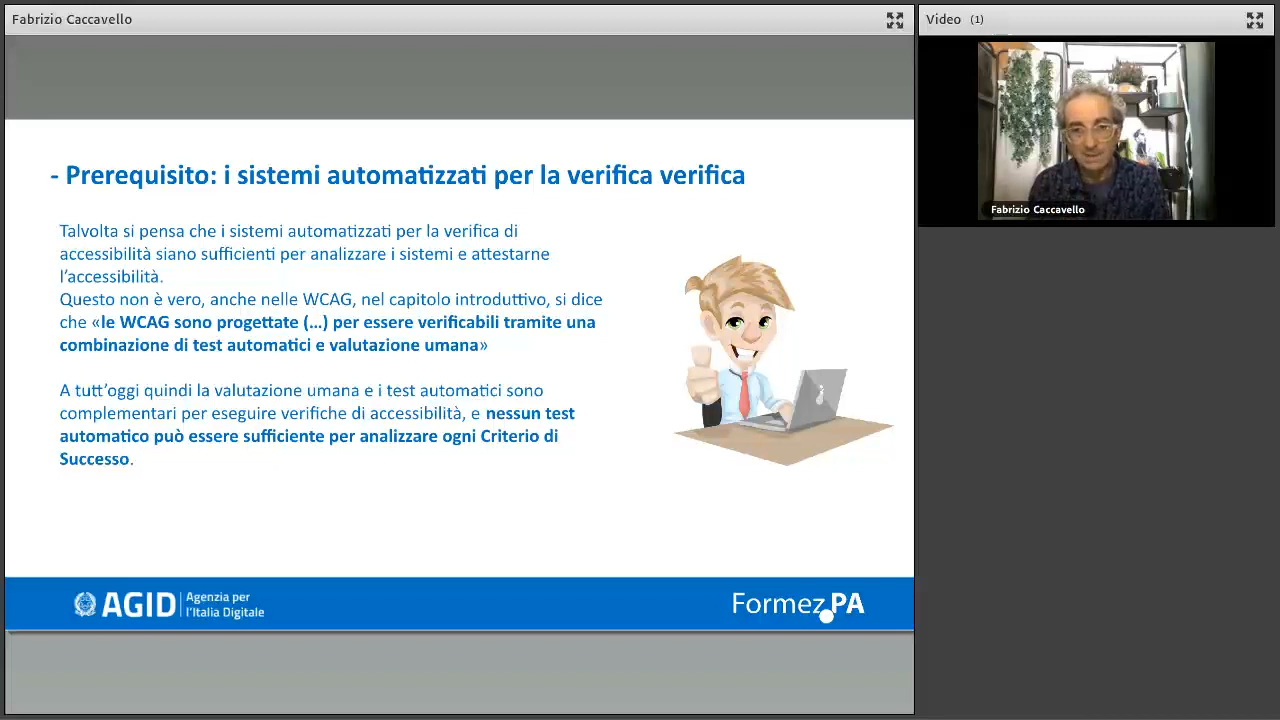 Fabrizio Caccavello
Video (1)
Fabrizio Caccavello
- Prerequisito: i sistemi automatizzati per la verifica verifica
Talvolta si pensa che i sistemi automatizzati per la verifica di
accessibilità siano sufficienti per analizzare i sistemi e attestarne
l’accessibilità.
Questo non è vero, anche nelle WCAG, nel capitolo introduttivo, si dice
che «le WCAG sono progettate (…) per essere verificabili tramite una
combinazione di test automatici e valutazione umana»
A tutt’oggi quindi la valutazione umana e i test automatici sono
complementari per eseguire verifiche di accessibilità, e nessun test
automatico può essere sufficiente per analizzare ogni Criterio di
Successo.
AGID
Agenzia per
l’Italia Digitale
Formez.PA